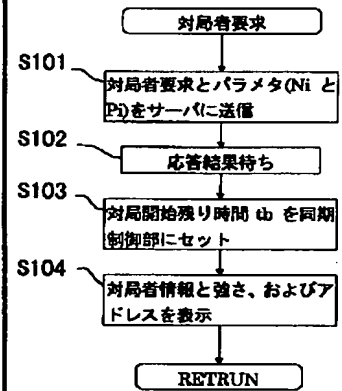 対局者要求
S101
対局者要求とパラメタ(Ni と
Pi)をサーバに送信
S102
応答結果待ち
S103
対局開始残り時間 tb を同期
制御部にセット
S104
対局者情報と強さ、およびア
ドレスを表示
RETRUN